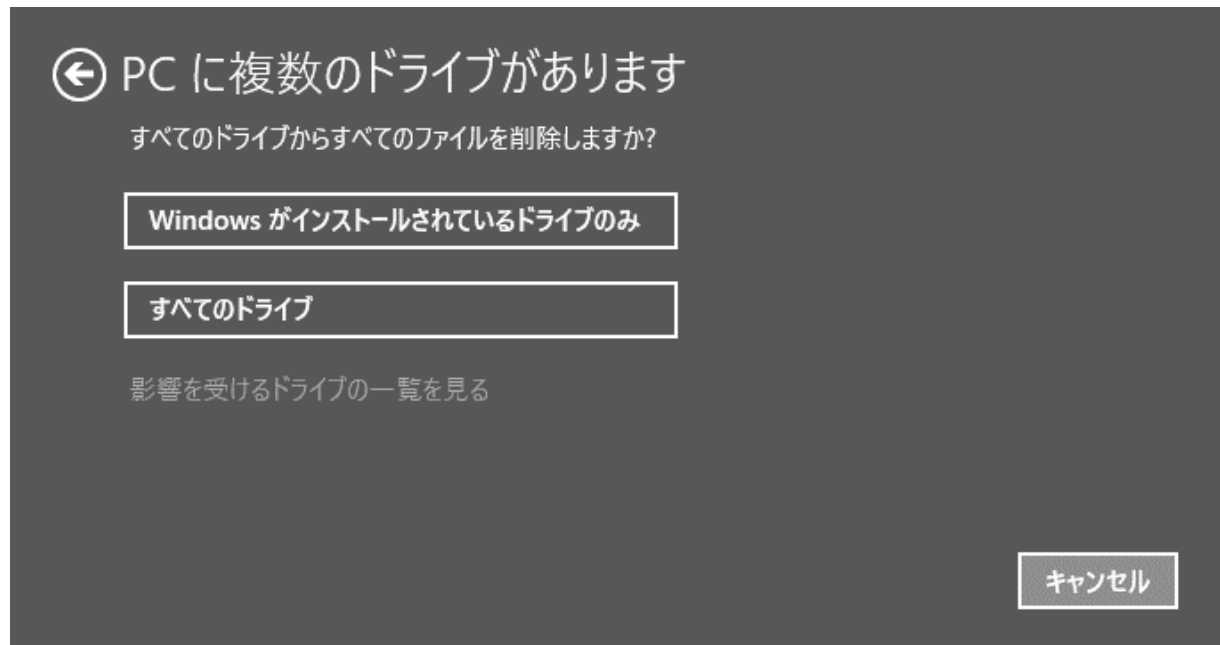 PC に複数のドライブがあります
すべてのドライブからすべてのファイルを削除しますか?
Windows がインストールされているドライブのみ
すべてのドライブ
影響を受けるドライブの一覧を見る
キャンセル